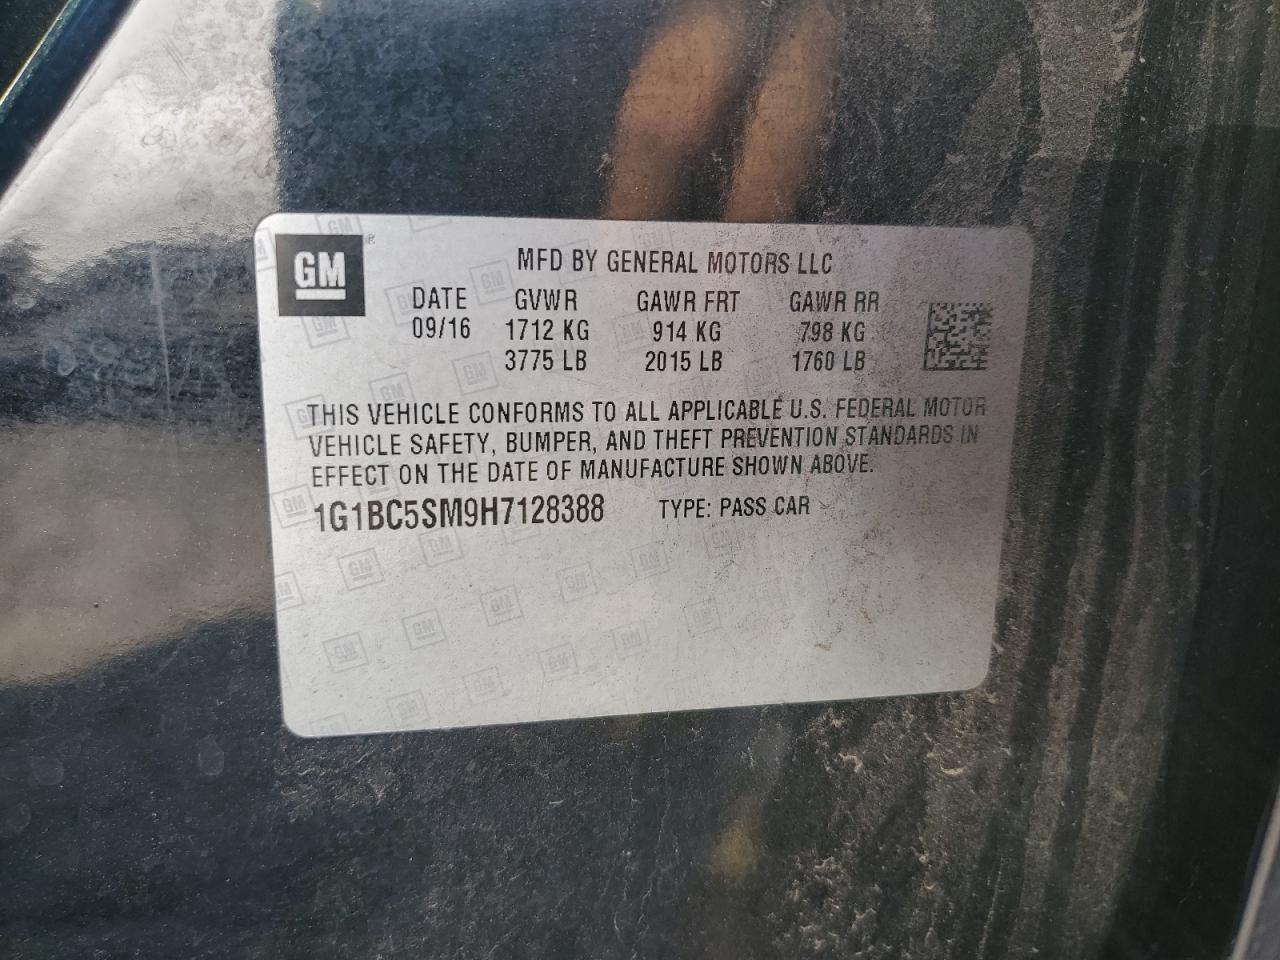 GM
MFD BY GENERAL MOTORS LLC
DATE GVWR GAWR FRT GAWR RR
09/16 1712 KG 914 KG 798 KG
3775 LB 2015 LB 1760 LB
THIS VEHICLE CONFORMS TO ALL APPLICABLE U.S. FEDERAL MOTOR
VEHICLE SAFETY, BUMPER, AND THEFT PREVENTION STANDARDS IN
EFFECT ON THE DATE OF MANUFACTURE SHOWN ABOVE.
1G1BC5SM9H7128388 TYPE: PASS CAR